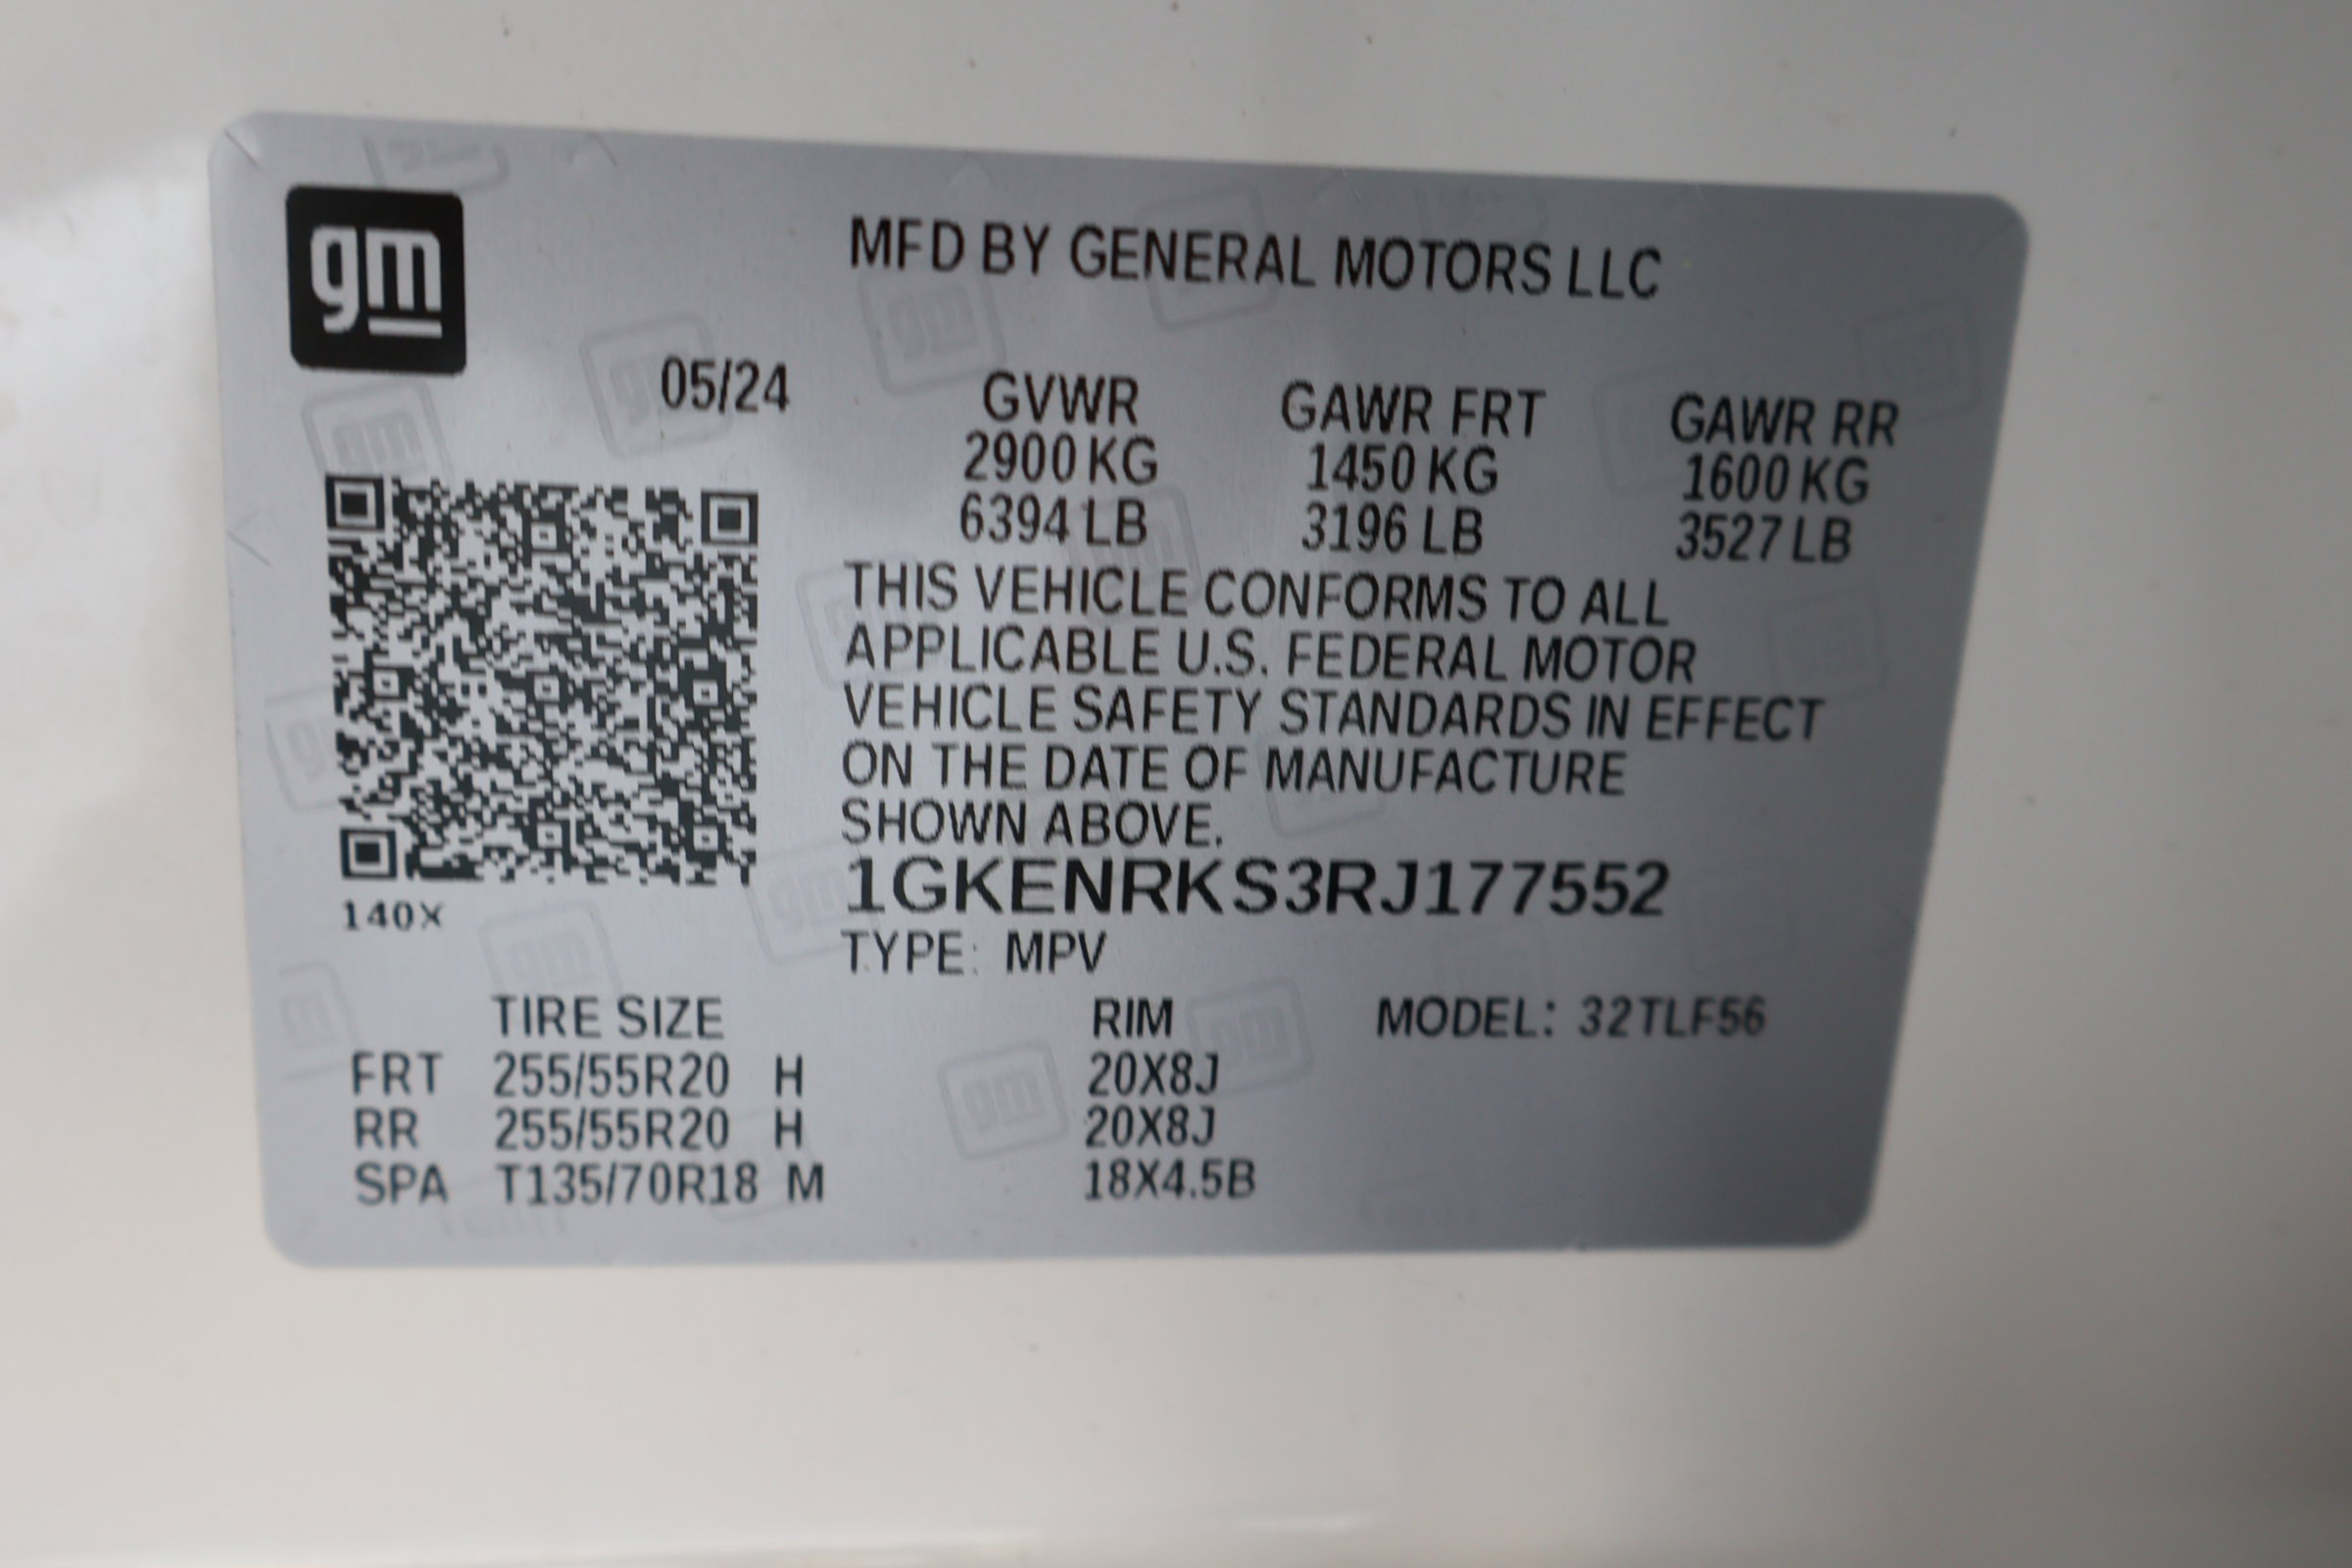 gm
MFD BY GENERAL MOTORS LLC
05/24 GVWR GAWR FRT GAWR RR
2900 KG 1450 KG 1600 KG
6394 LB 3196 LB 3527 LB
THIS VEHICLE CONFORMS TO ALL
APPLICABLE U.S. FEDERAL MOTOR
VEHICLE SAFETY STANDARDS IN EFFECT
ON THE DATE OF MANUFACTURE
SHOWN ABOVE.
1GKENRKS3RJ177552
140X
TYPE: MPV
TIRE SIZE RIM MODEL: 32TLF56
FRT 255/55R20 H 20X8J
RR 255/55R20 H 20X8J
SPA T135/70R18 M 18X4.5B